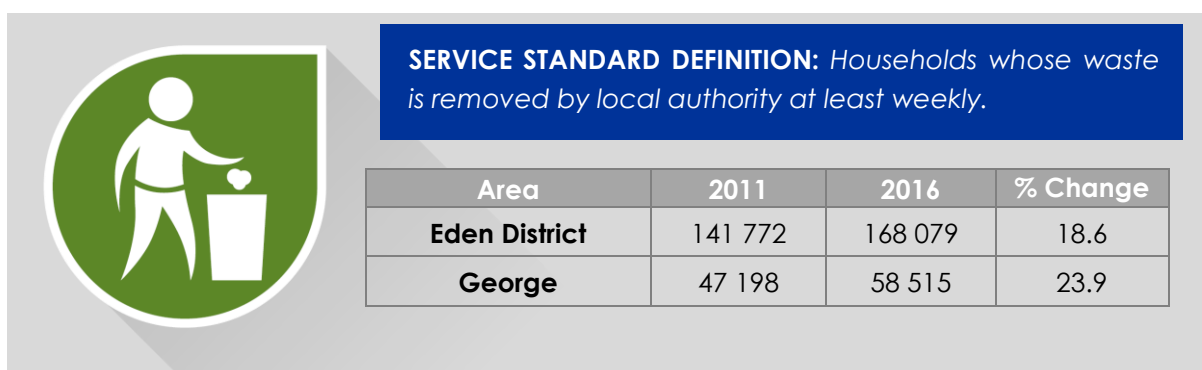 SERVICE STANDARD DEFINITION: Households whose waste
is removed by local authority at least weekly.
Area 2011 2016 % Change
Eden District 141 772 168 079 18.6
George 47 198 58 515 23.9